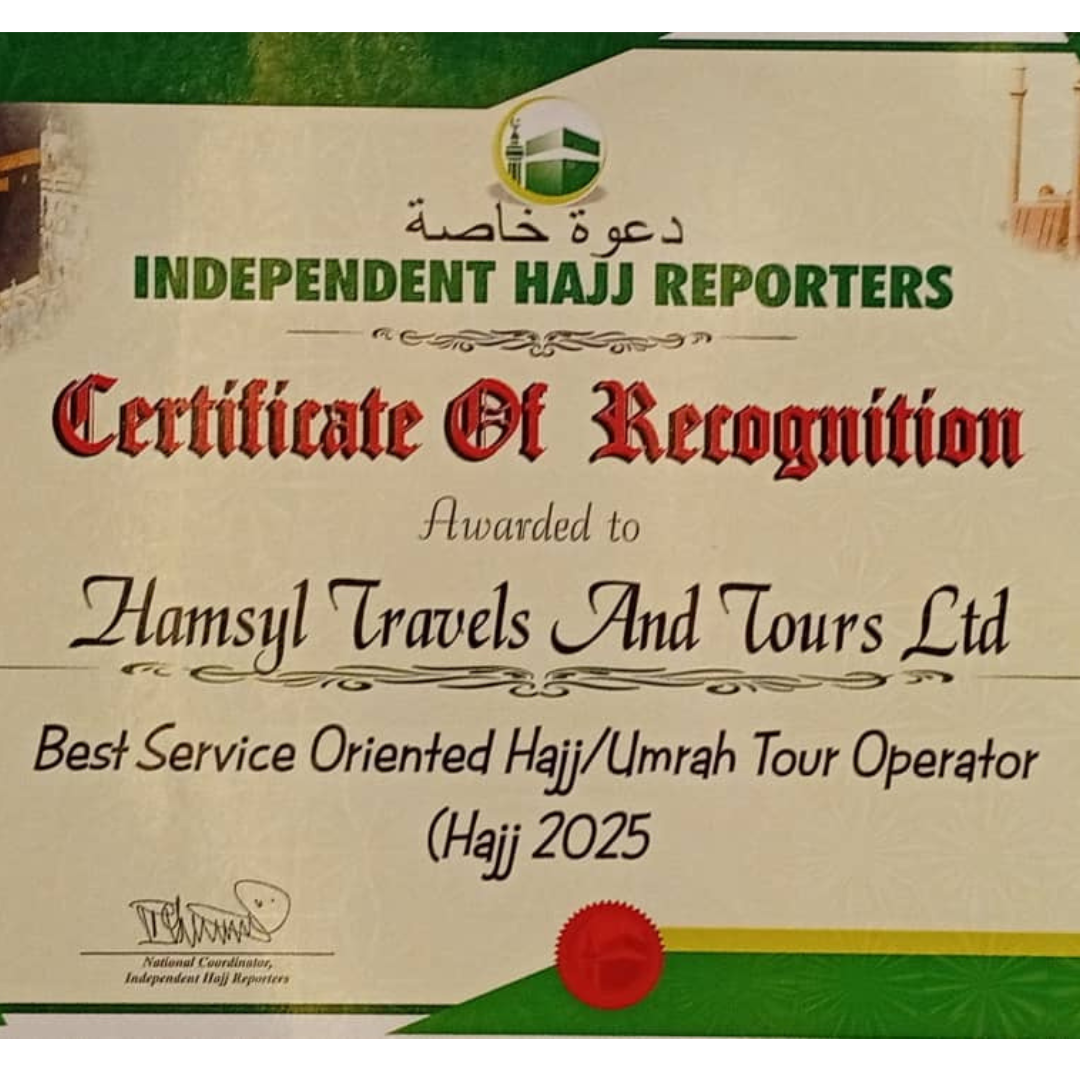 دعوة خاصة
INDEPENDENT HAJJ REPORTERS
Certificate Of Recognition
Awarded to
Hamsyl Travels And Tours Ltd
Best Service Oriented Hajj/Umrah Tour Operator
(Hajj 2025
National Coordinator,
Independent Hajj Reporters